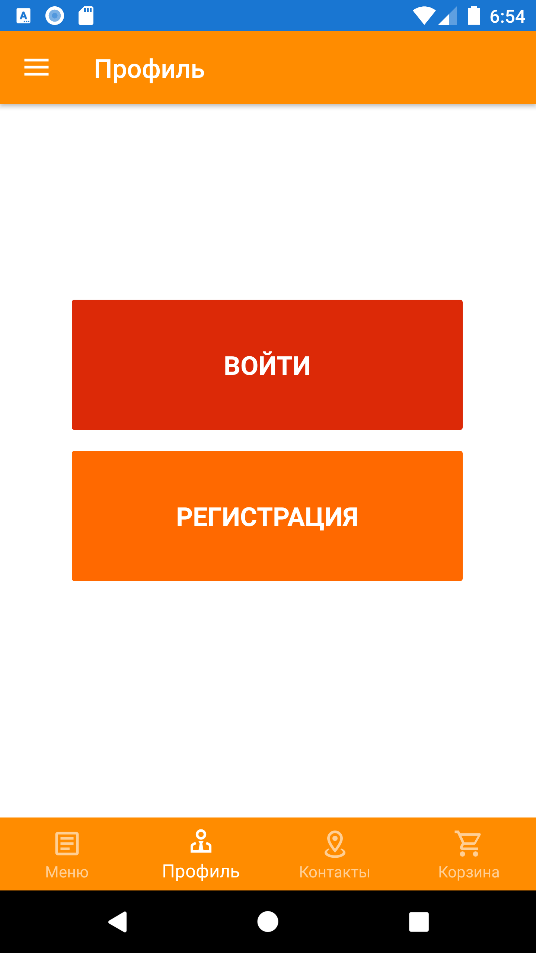 6:54
Профиль
ВОЙТИ
РЕГИСТРАЦИЯ
Меню
Профиль
Контакты
Корзина